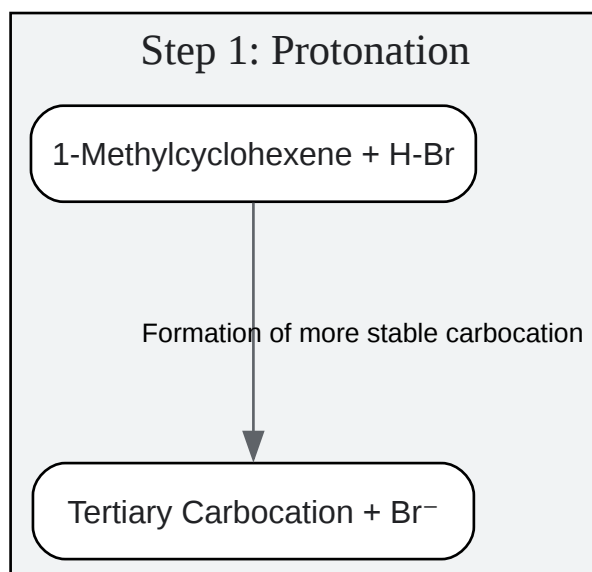 Step 1: Protonation
1-Methylcyclohexene + H-Br
Formation of more stable carbocation
Tertiary Carbocation + Br⁻